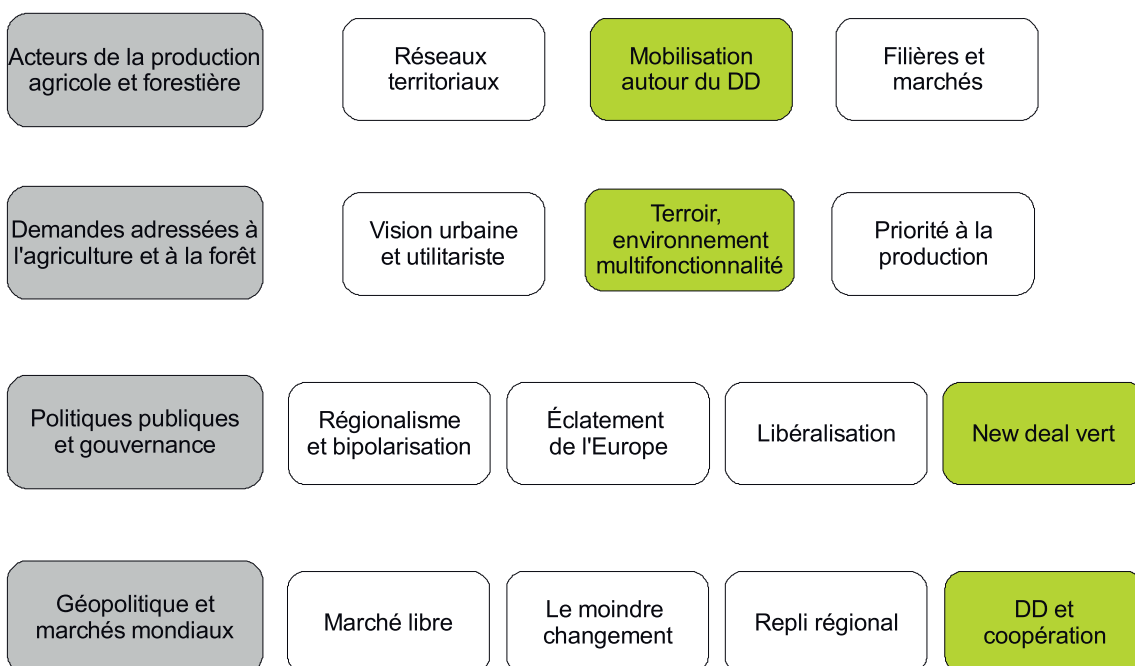 Acteurs de la production
agricole et forestière
Réseaux
territoriaux
Mobilisation
autour du DD
Filières et
marchés
Demandes adressées à
l'agriculture et à la forêt
Vision urbaine
et utilitariste
Terroir,
environnement
multifonctionnalité
Priorité à la
production
Politiques publiques
et gouvernance
Régionalisme
et bipolarisation
Éclatement
de l'Europe
Libéralisation
New deal vert
Géopolitique et
marchés mondiaux
Marché libre
Le moindre
changement
Repli régional
DD et
coopération